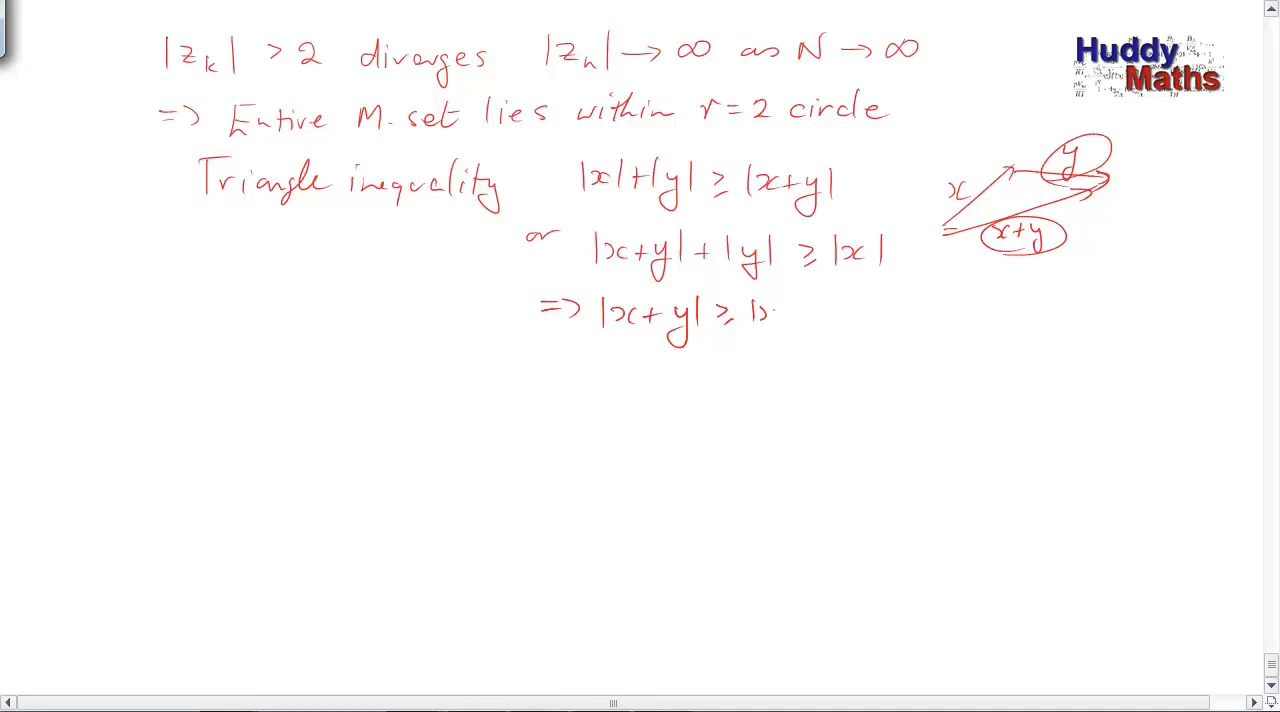 |z_k| > 2 diverges |z_n| → ∞ as N → ∞
Huddy
Maths
=> Entire M. set lies within r = 2 circle
Triangle inequality |x| + |y| ≥ |x+y|
x
y
x+y
or |x+y| + |y| ≥ |x|
=> |x+y| ≥ |x